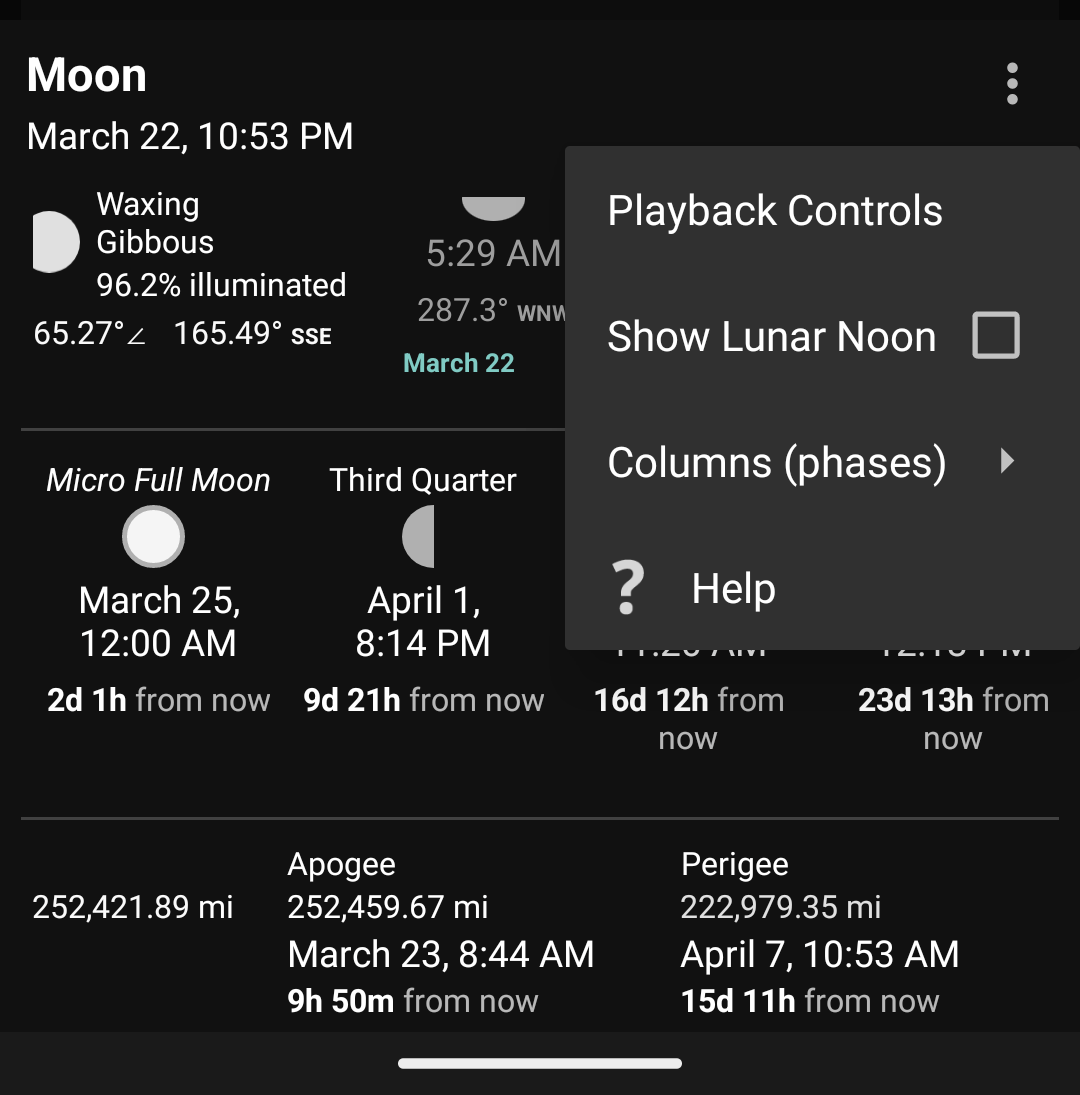 Moon
March 22, 10:53 PM
Waxing
Gibbous
96.2% illuminated
65.27°∠ 165.49° SSE
5:29 AM
287.3° WNW
March 22
Playback Controls
Show Lunar Noon
Columns (phases)
? Help
Micro Full Moon
March 25,
12:00 AM
2d 1h from now
Third Quarter
April 1,
8:14 PM
9d 21h from now
16d 12h from
now
23d 13h from
now
252,421.89 mi
Apogee
252,459.67 mi
March 23, 8:44 AM
9h 50m from now
Perigee
222,979.35 mi
April 7, 10:53 AM
15d 11h from now